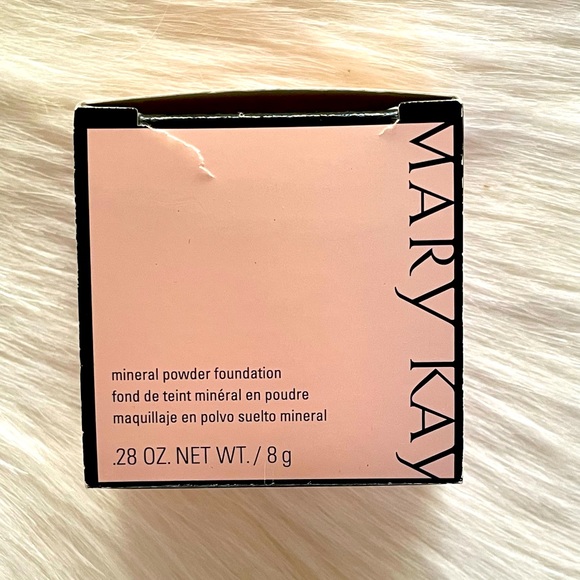 MARY KAY
mineral powder foundation
fond de teint minéral en poudre
maquillaje en polvo suelto mineral
.28 OZ. NET WT. / 8 g